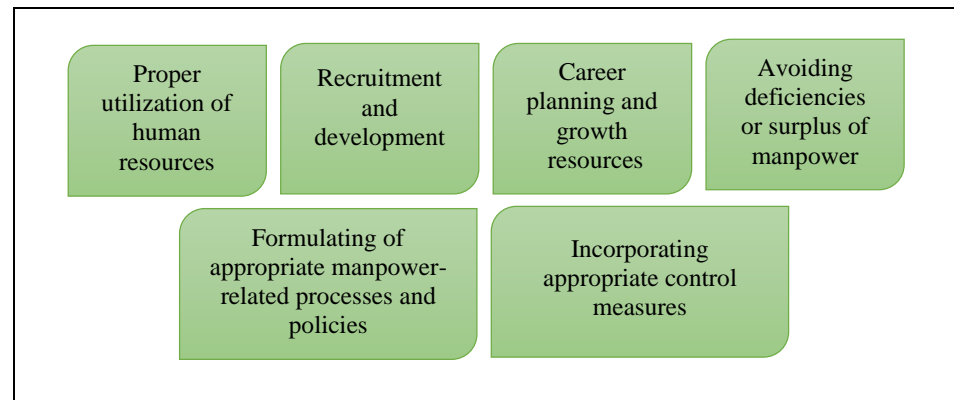 Proper
utilization of
human
resources
Recruitment
and
development
Career
planning and
growth
resources
Avoiding
deficiencies
or surplus of
manpower
Formulating of
appropriate manpower-
related processes and
policies
Incorporating
appropriate control
measures